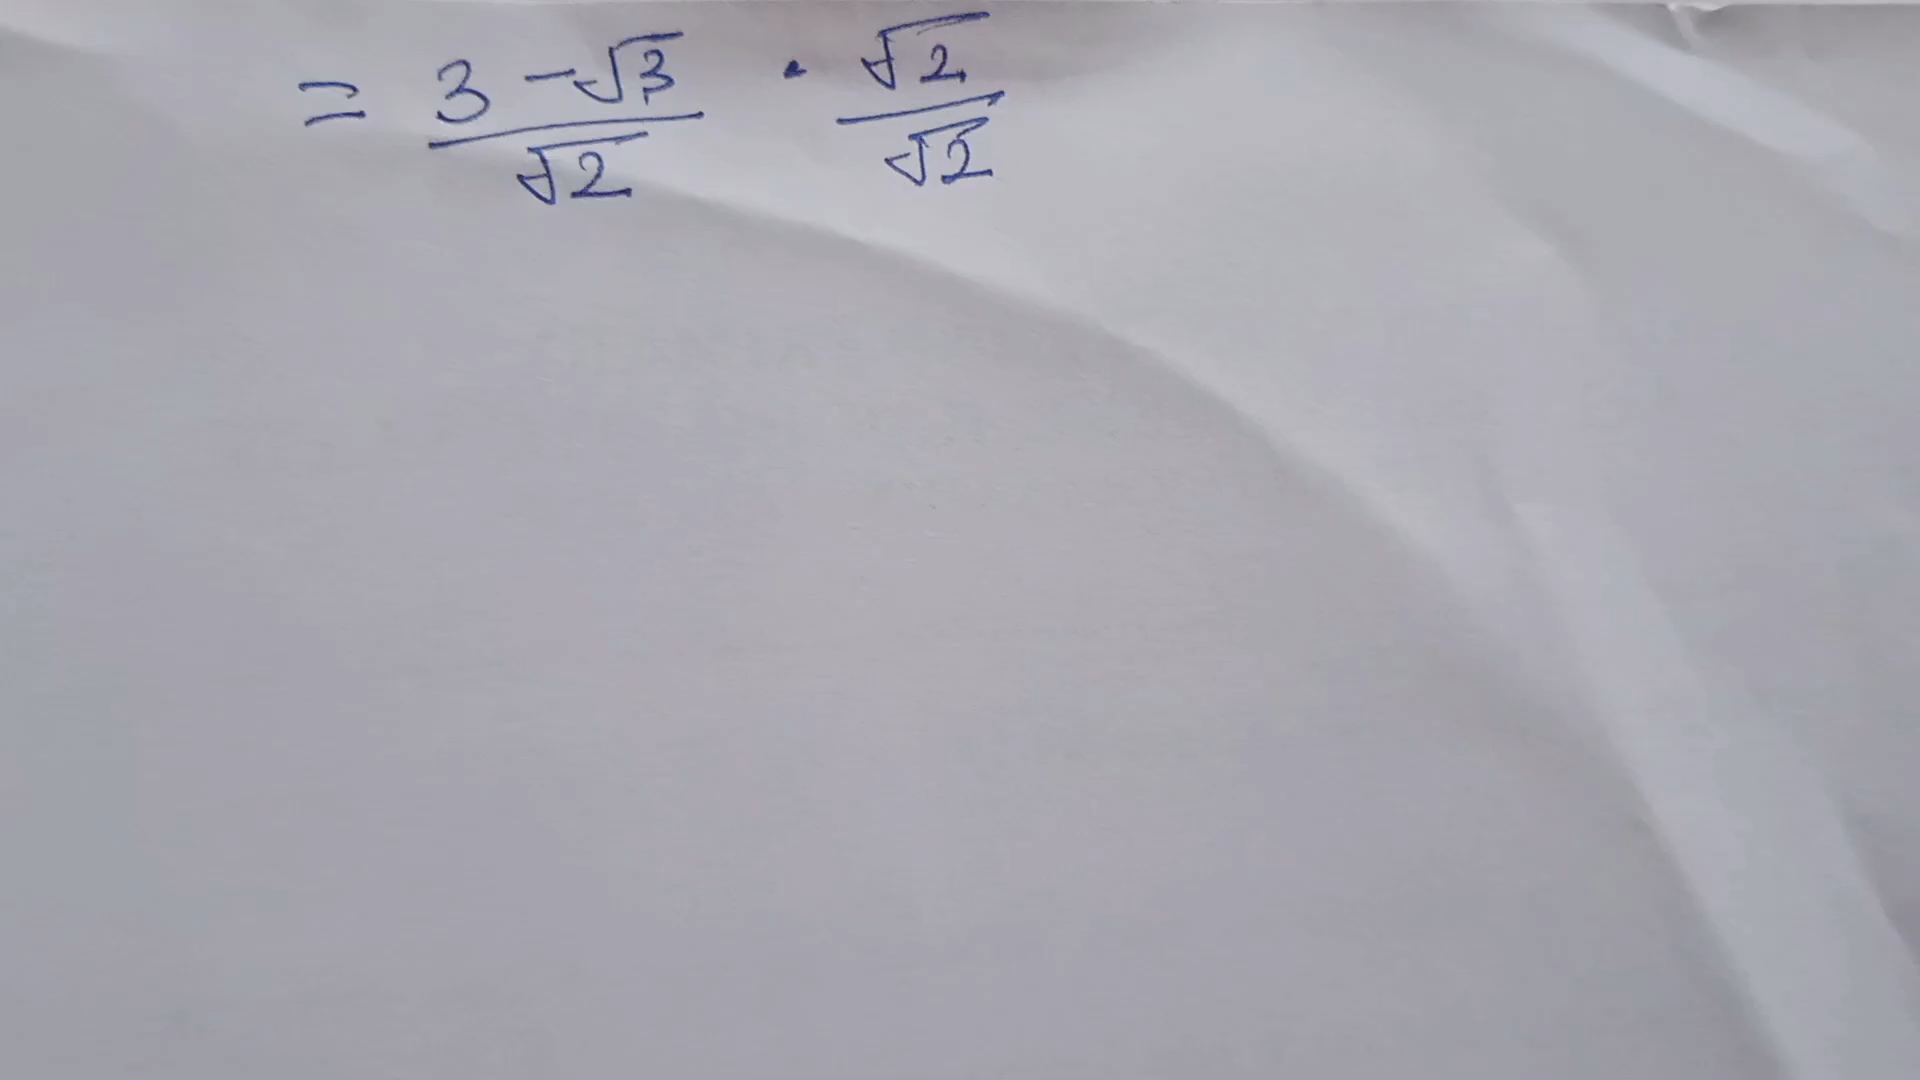 = 3 - √3 / √2 · √2 / √2